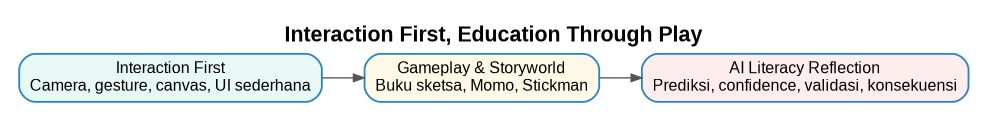 Interaction First, Education Through Play
Interaction First
Camera, gesture, canvas, UI sederhana
Gameplay & Storyworld
Buku sketsa, Momo, Stickman
AI Literacy Reflection
Prediksi, confidence, validasi, konsekuensi